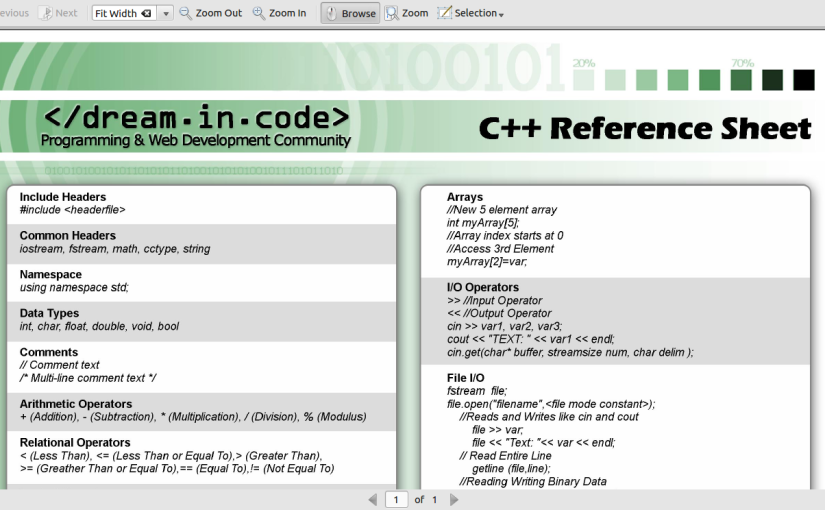 evious Next Fit Width Zoom Out Zoom In Browse Zoom Selection
10100101
20% 70%
</dream.in.code>
Programming & Web Development Community
C++ Reference Sheet
Include Headers
#include <headerfile>
Common Headers
iostream, fstream, math, cctype, string
Namespace
using namespace std;
Data Types
int, char, float, double, void, bool
Comments
// Comment text
/* Multi-line comment text */
Arithmetic Operators
+ (Addition), - (Subtraction), * (Multiplication), / (Division), % (Modulus)
Relational Operators
< (Less Than), <= (Less Than or Equal To),> (Greater Than),
>= (Greather Than or Equal To),== (Equal To),!= (Not Equal To)
Arrays
//New 5 element array
int myArray[5];
//Array index starts at 0
//Access 3rd Element
myArray[2]=var;
I/O Operators
>> //Input Operator
<< //Output Operator
cin >> var1, var2, var3;
cout << "TEXT: " << var1 << endl;
cin.get(char* buffer, streamsize num, char delim );
File I/O
fstream file;
file.open("filename",<file mode constant>);
//Reads and Writes like cin and cout
file >> var;
file << "Text: "<< var << endl;
// Read Entire Line
getline (file,line);
//Reading Writing Binary Data
1 of 1